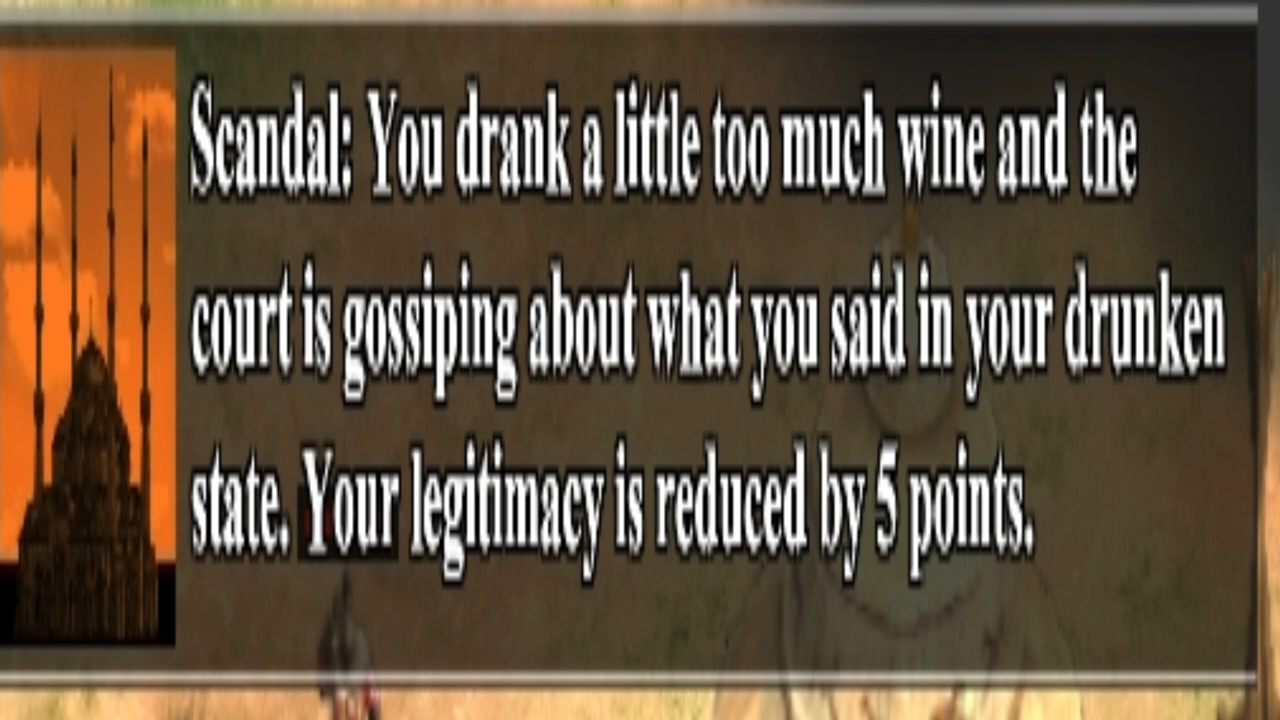 Scandal: You drank a little too much wine and the
court is gossiping about what you said in your drunken
state. Your legitimacy is reduced by 5 points.